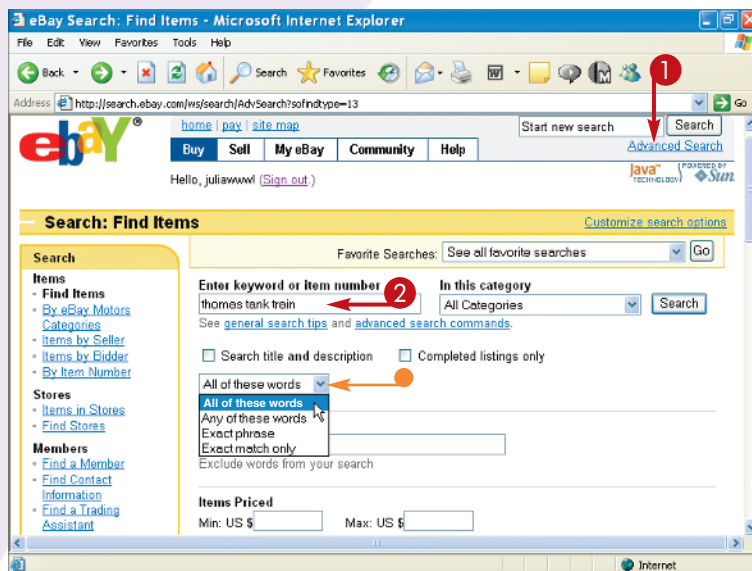 eBay Search: Find Items - Microsoft Internet Explorer
File Edit View Favorites Tools Help
Back Search Favorites
Address http://search.ebay.com/ws/search/AdvSearch?sofindtype=13 Go
1
ebaY®
home | pay | site map
Start new search Search
Buy Sell My eBay Community Help
Advanced Search
Hello, juliawww! (Sign out.)
Java™ TECHNOLOGY POWERED BY Sun
Search: Find Items
Customize search options
Search
Favorite Searches: See all favorite searches Go
Items
- Find Items
- By eBay Motors Categories
- Items by Seller
- Items by Bidder
- By Item Number
Stores
- Items in Stores
- Find Stores
Members
- Find a Member
- Find Contact Information
- Find a Trading Assistant
Enter keyword or item number
In this category
thomas tank train
2
All Categories
Search
See general search tips and advanced search commands.
Search title and description
Completed listings only
All of these words
All of these words
Any of these words
Exact phrase
Exact match only
Exclude words from your search
Items Priced
Min: US $ Max: US $
Internet